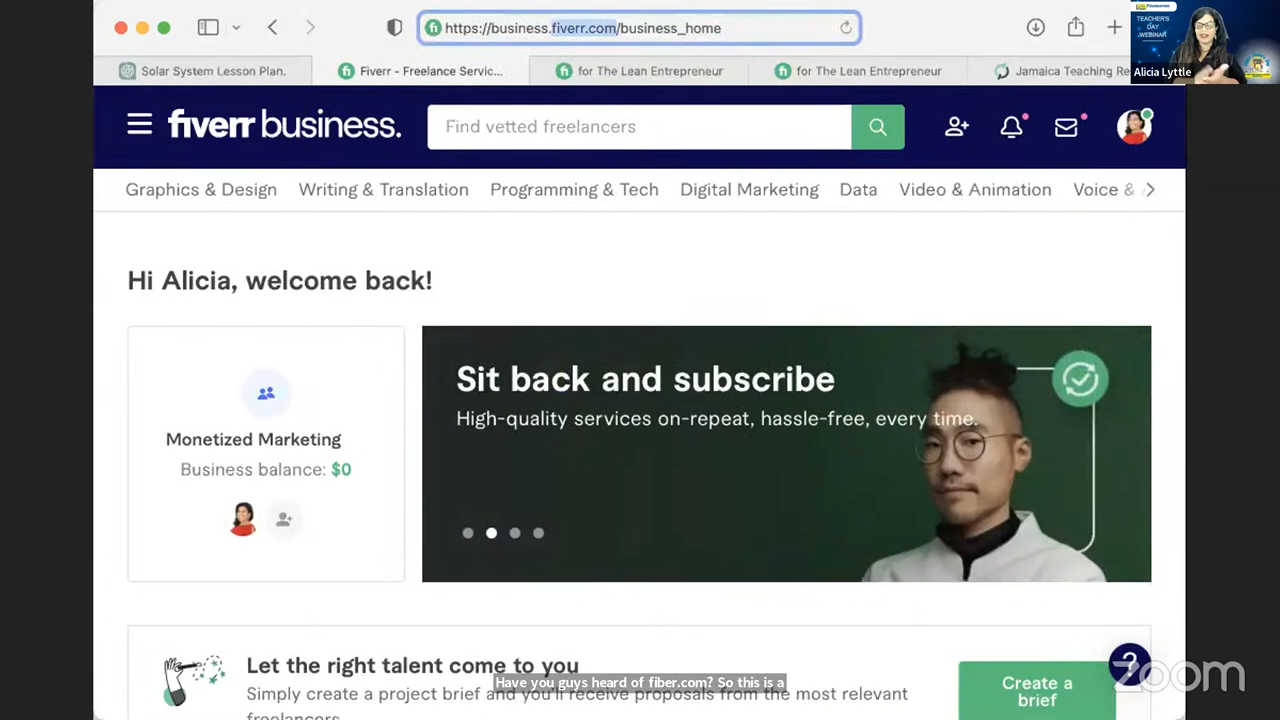 https://business.fiverr.com/business_home
FOUNDATION
TEACHER'S
DAY
WEBINAR
Alicia Lyttle
Solar System Lesson Plan.
Fiverr - Freelance Servic...
for The Lean Entrepreneur
for The Lean Entrepreneur
Jamaica Teaching Re
fiverr business.
Find vetted freelancers
Graphics & Design
Writing & Translation
Programming & Tech
Digital Marketing
Data
Video & Animation
Voice &
Hi Alicia, welcome back!
Monetized Marketing
Business balance: $0
Sit back and subscribe
High-quality services on-repeat, hassle-free, every time.
Let the right talent come to you
Simply create a project brief and you'll receive proposals from the most relevant
freelancers.
Create a
brief
?
Have you guys heard of fiber.com? So this is a
zoom